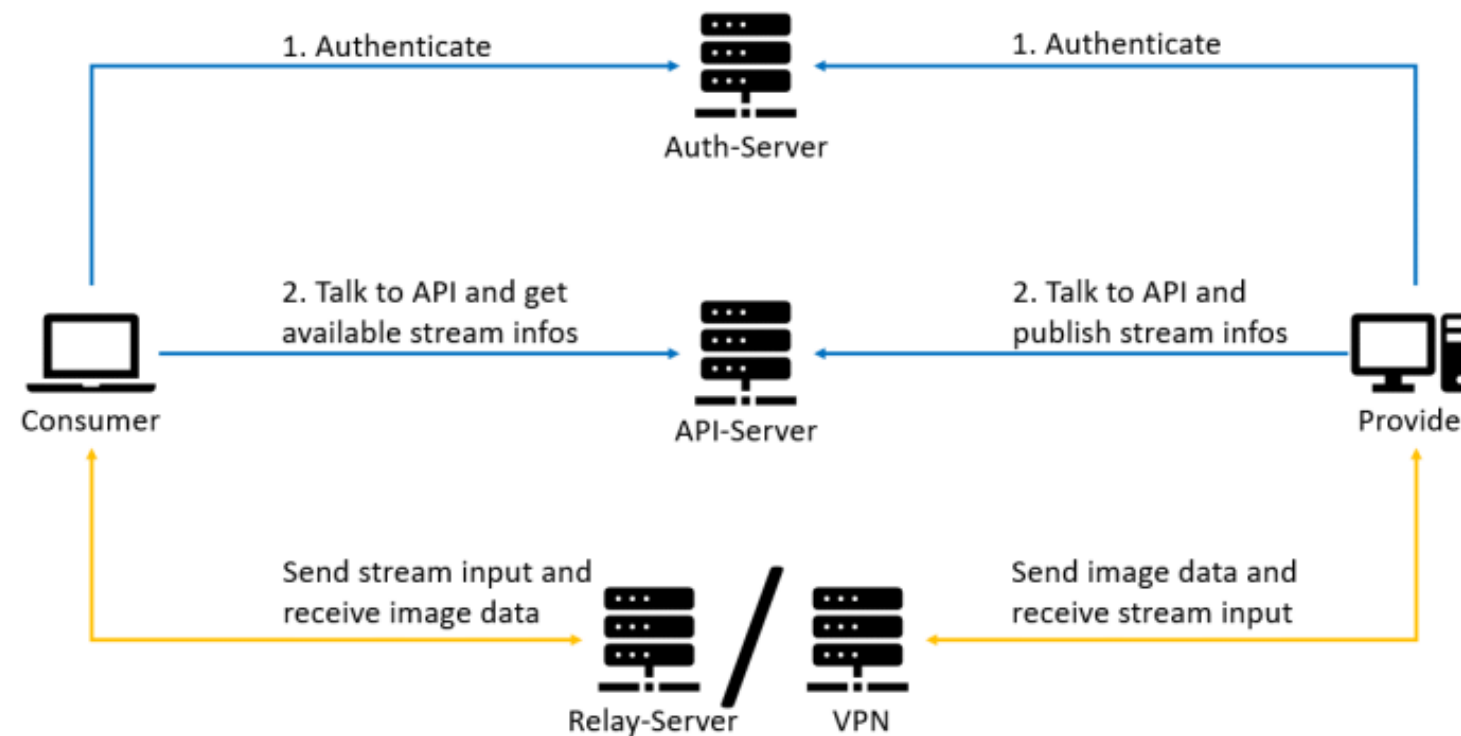 1. Authenticate
1. Authenticate
Auth-Server
2. Talk to API and get
available stream infos
2. Talk to API and
publish stream infos
Consumer
API-Server
Provide
Send stream input and
receive image data
Send image data and
receive stream input
Relay-Server
VPN